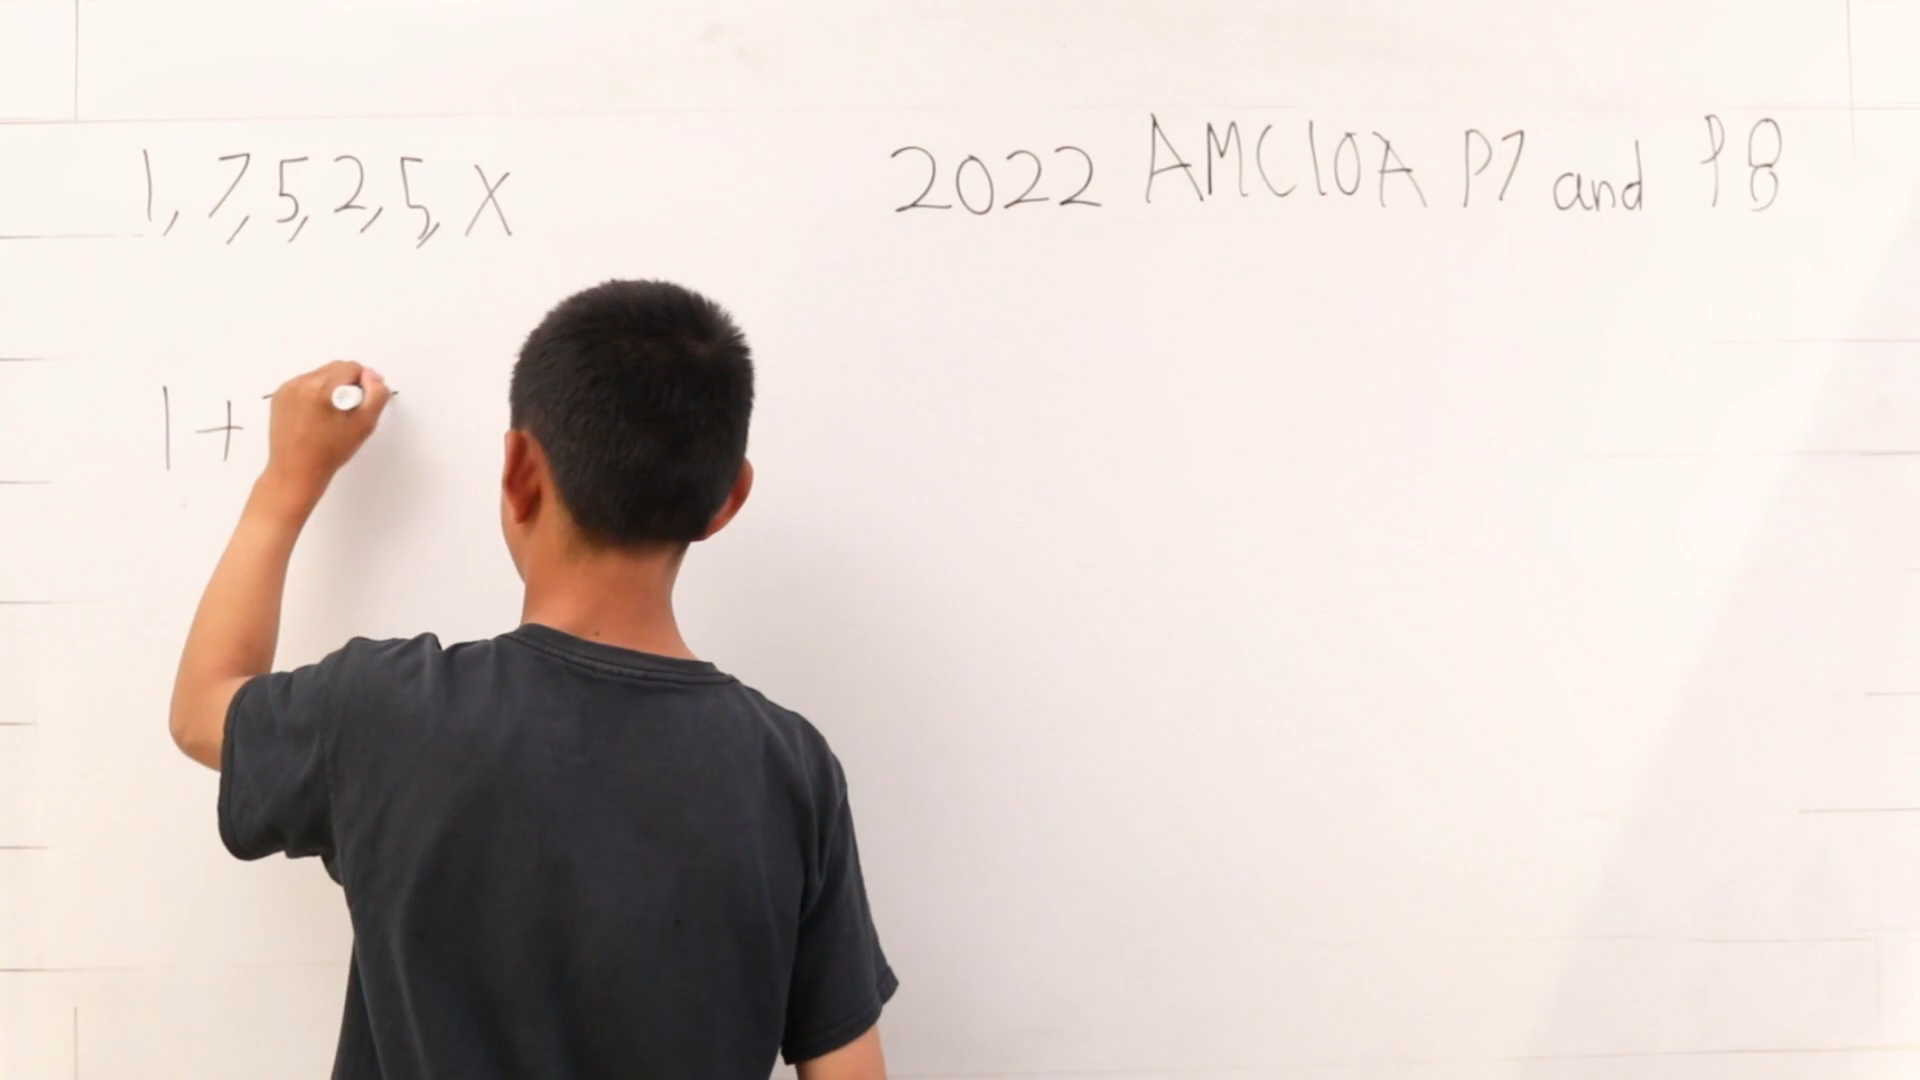 1, 7, 5, 2, 5, X
2022 AMC10A P7 and P8
1 +